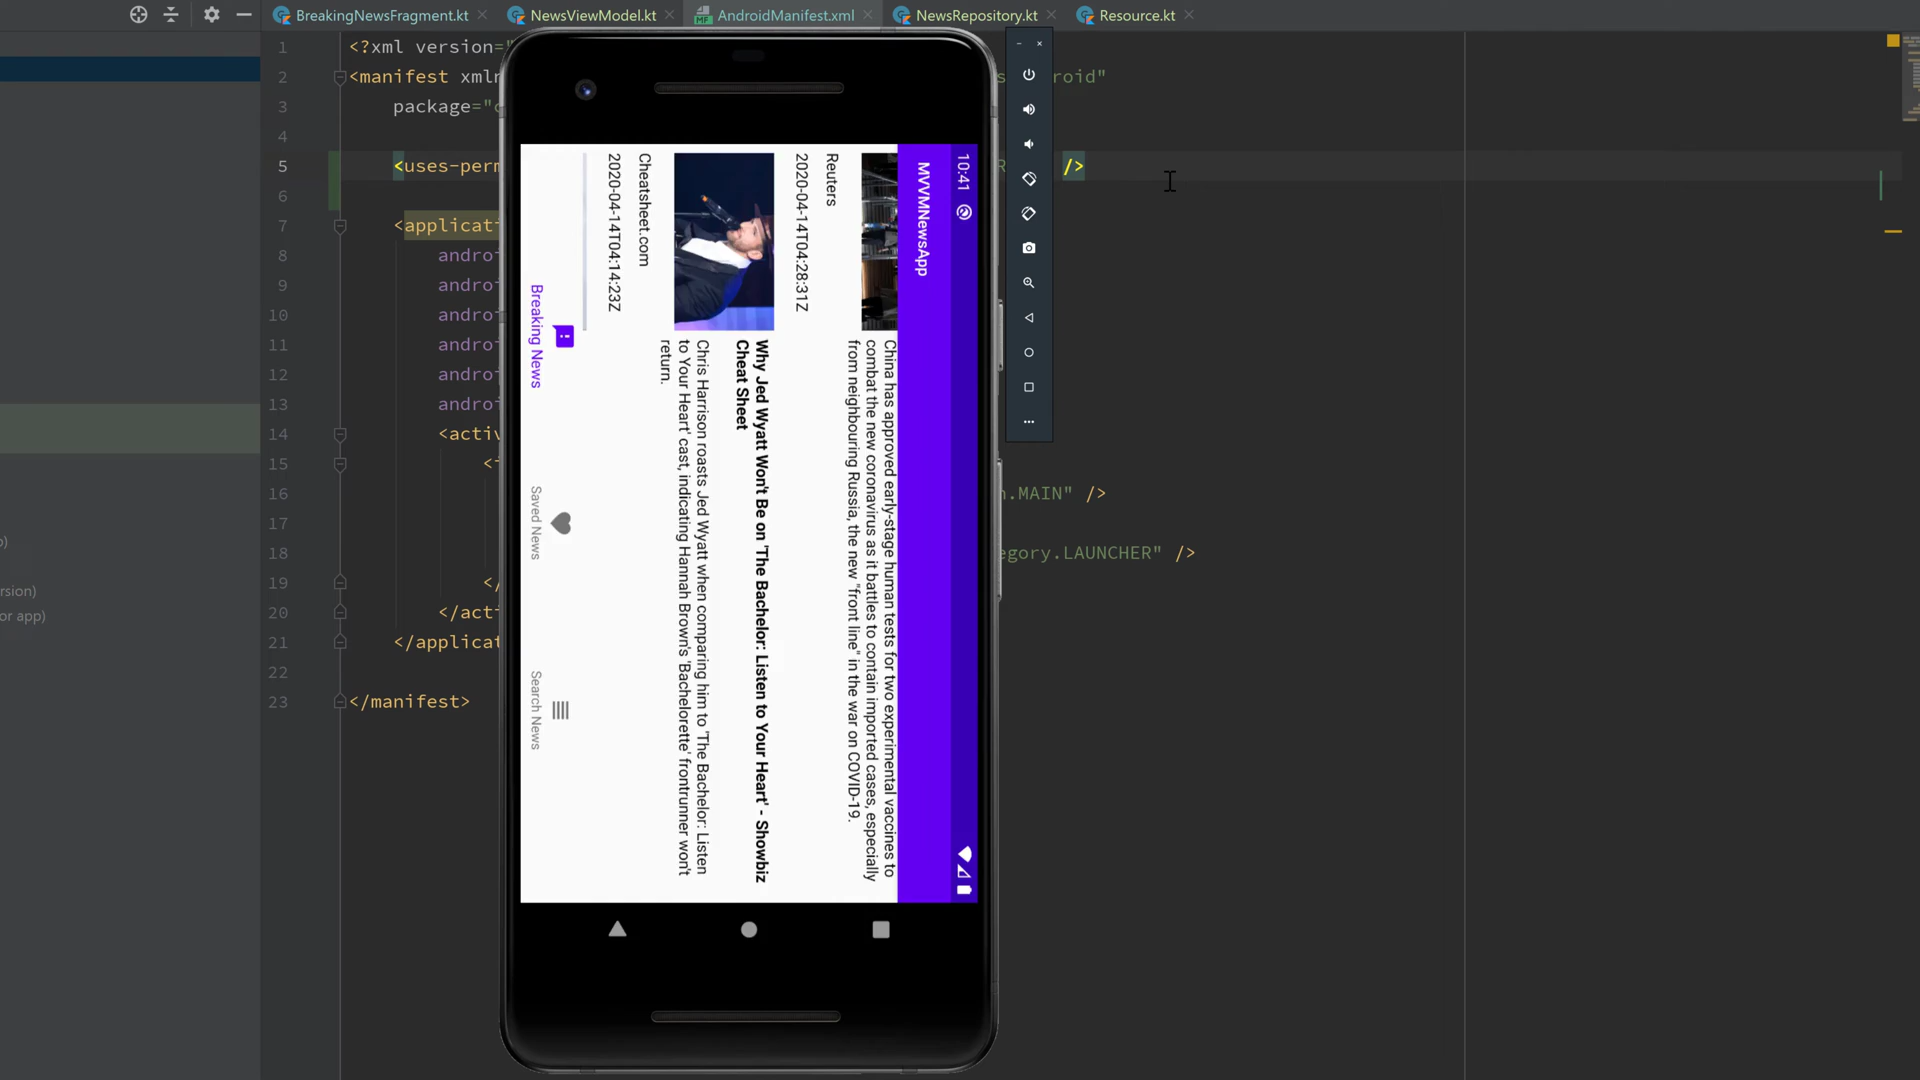 BreakingNewsFragment.kt
NewsViewModel.kt
AndroidManifest.xml
NewsRepository.kt
Resource.kt
1 <?xml version=
2 <manifest xmln roid"
3 package="
4
5 <uses-perm />
6
7 <applicati
8 andro
9 andro
10 andro
11 andro
12 andro
13 andro
14 <activ
15 <
16 .MAIN" />
17
18 egory.LAUNCHER" />
19 </
20 </acti
21 </applicat
22
23 </manifest>
rsion)
or app)
10:41
MVVMNewsApp
China has approved early-stage human tests for two experimental vaccines to
combat the new coronavirus as it battles to contain imported cases, especially
from neighbouring Russia, the new "front line" in the war on COVID-19.
Reuters
2020-04-14T04:28:31Z
Why Jed Wyatt Won't Be on 'The Bachelor: Listen to Your Heart' - Showbiz
Cheat Sheet
Chris Harrison roasts Jed Wyatt when comparing him to 'The Bachelor: Listen
to Your Heart' cast, indicating Hannah Brown's 'Bachelorette' frontrunner won't
return.
Cheatsheet.com
2020-04-14T04:14:23Z
Breaking News
Saved News
Search News